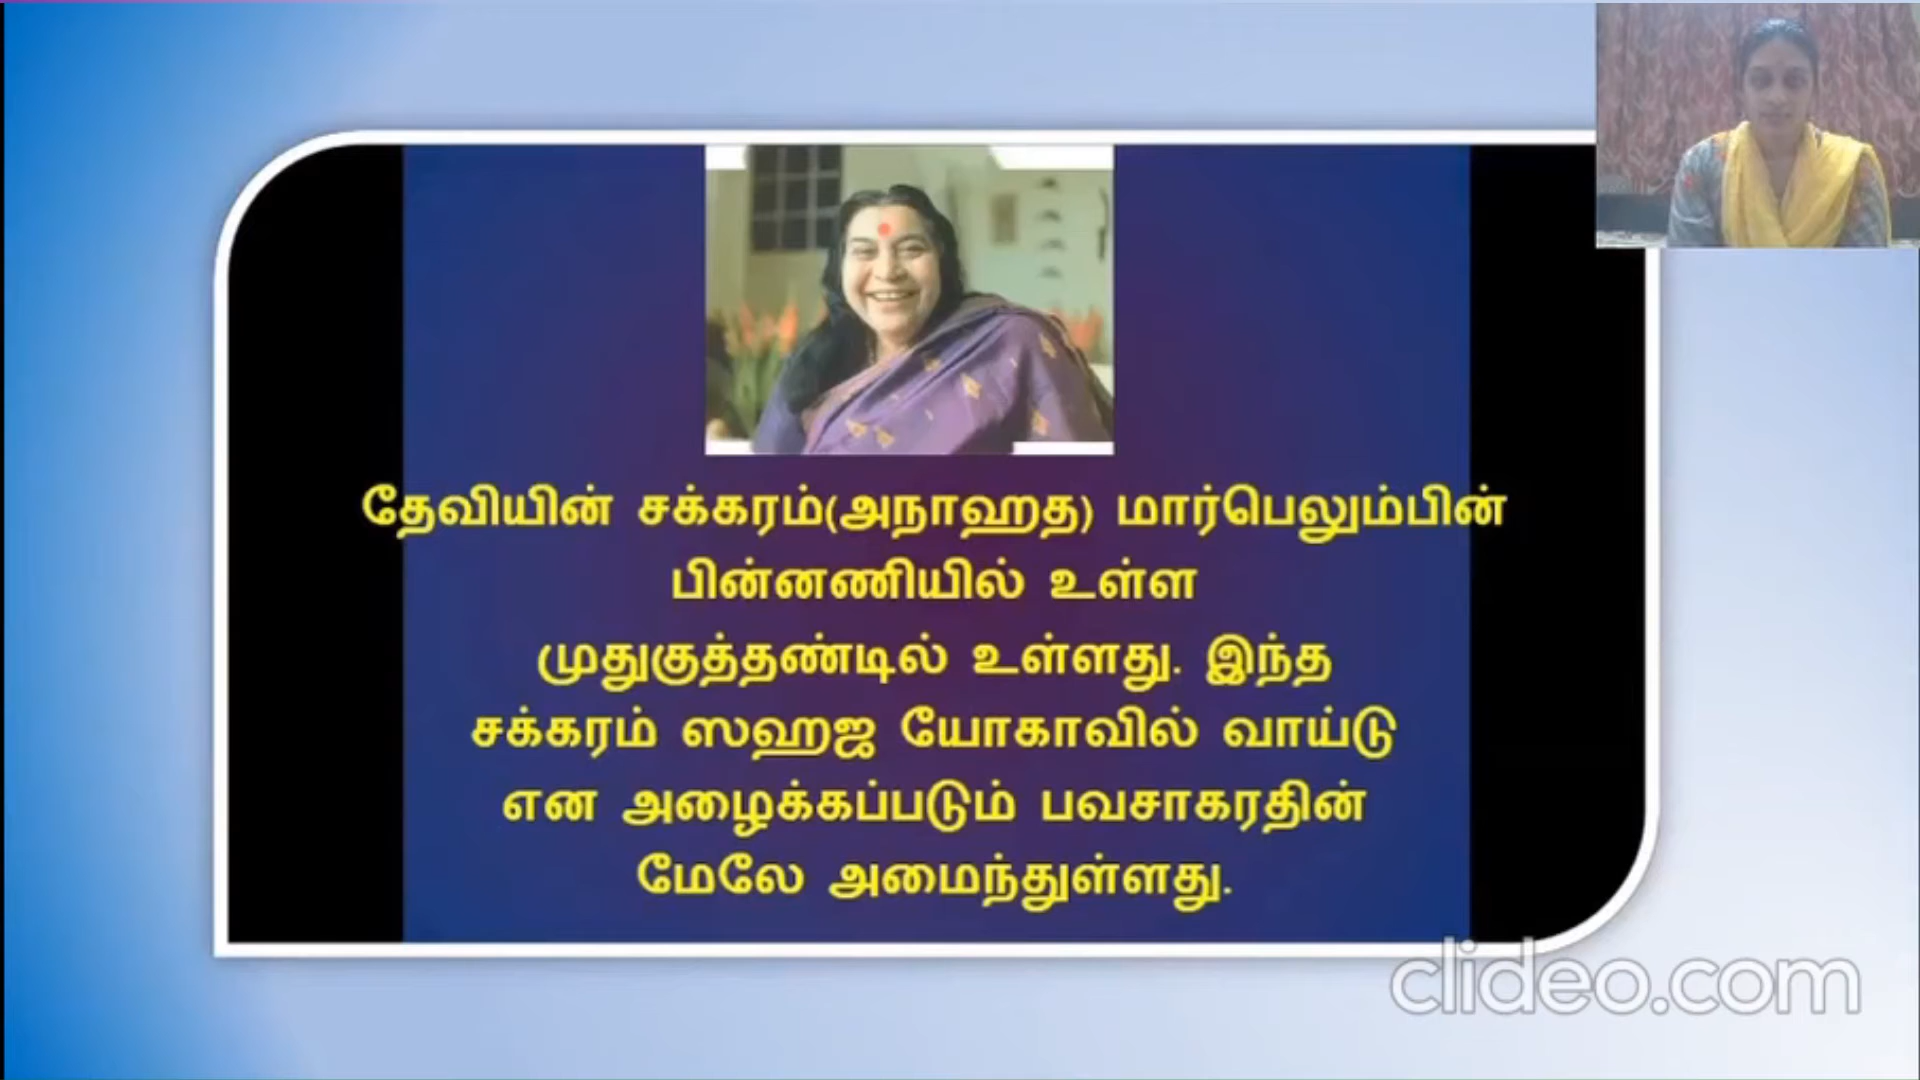 தேவியின் சக்கரம்(அநாஹத) மார்பெலும்பின்
பின்னணியில் உள்ள
முதுகுத்தண்டில் உள்ளது. இந்த
சக்கரம் ஸஹஜ யோகாவில் வாய்டு
என அழைக்கப்படும் பவசாகரதின்
மேலே அமைந்துள்ளது.
clideo.com